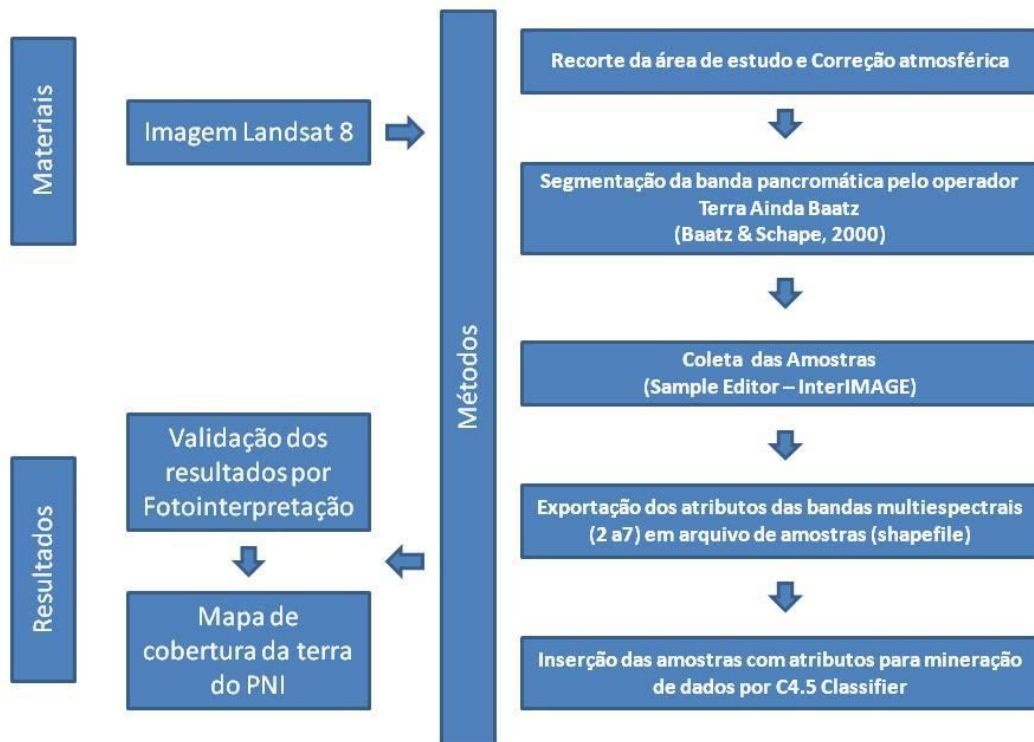 Materiais
Imagem Landsat 8
Métodos
Recorte da área de estudo e Correção atmosférica
Segmentação da banda pancromática pelo operador
Terra Ainda Baatz
(Baatz & Schape, 2000)
Coleta das Amostras
(Sample Editor – InterIMAGE)
Exportação dos atributos das bandas multiespectrais
(2 a7) em arquivo de amostras (shapefile)
Inserção das amostras com atributos para mineração
de dados por C4.5 Classifier
Resultados
Validação dos
resultados por
Fotointerpretação
Mapa de
cobertura da terra
do PNI